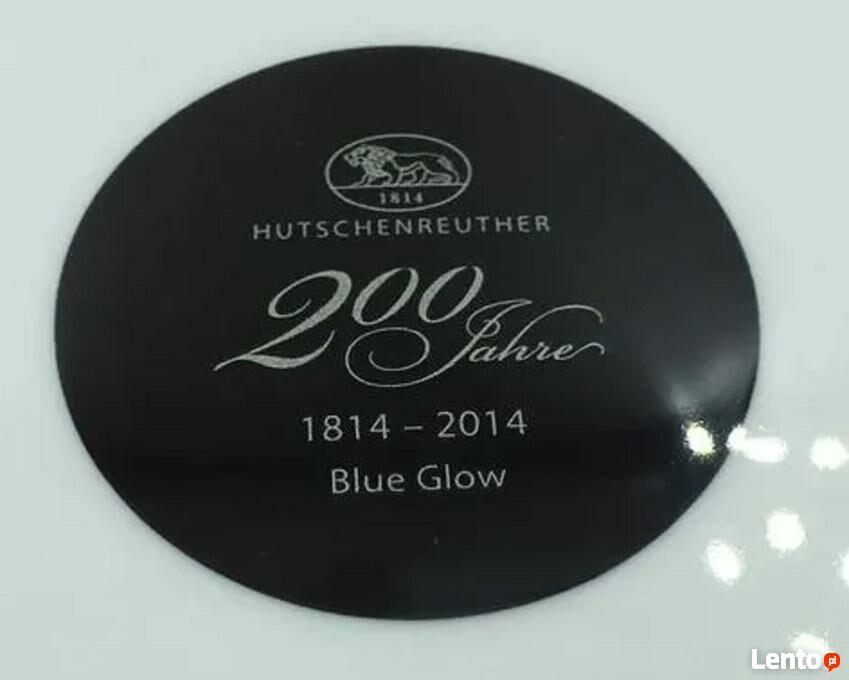 1814
HUTSCHENREUTHER
200 Jahre
1814 – 2014
Blue Glow
Lento pl